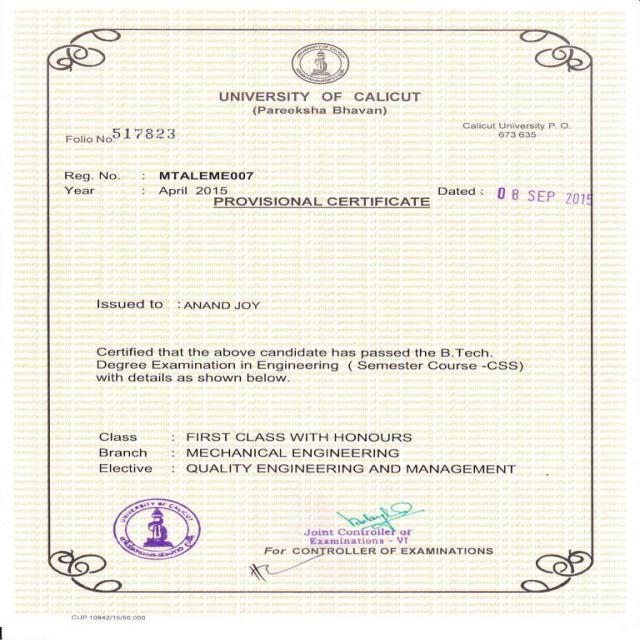 UNIVERSITY OF CALICUT
(Pareeksha Bhavan)
Calicut University P. O.
673 635
Folio No.517823
Reg. No. : MTALEME007
Year : April 2015
Dated : 08 SEP 2015
PROVISIONAL CERTIFICATE
Issued to : ANAND JOY
Certified that the above candidate has passed the B.Tech.
Degree Examination in Engineering ( Semester Course -CSS)
with details as shown below.
Class : FIRST CLASS WITH HONOURS
Branch : MECHANICAL ENGINEERING
Elective : QUALITY ENGINEERING AND MANAGEMENT
UNIVERSITY OF CALICUT
Joint Controller of
Examinations - VI
For CONTROLLER OF EXAMINATIONS
CUP 10842/15/50,000